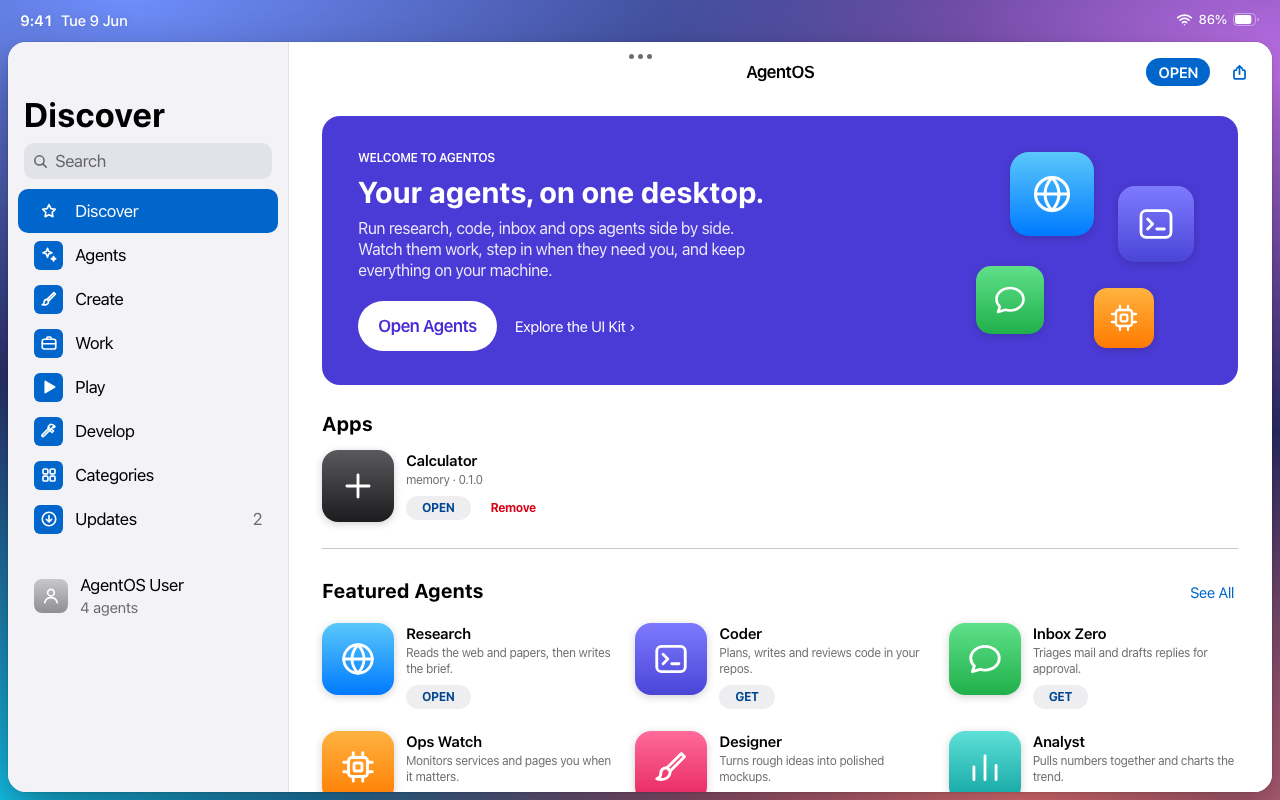 9:41 Tue 9 Jun
86%
Discover
Search
Discover
Agents
Create
Work
Play
Develop
Categories
Updates 2
AgentOS User
4 agents
AgentOS
OPEN
WELCOME TO AGENTOS
Your agents, on one desktop.
Run research, code, inbox and ops agents side by side.
Watch them work, step in when they need you, and keep
everything on your machine.
Open Agents
Explore the UI Kit ›
Apps
Calculator
memory · 0.1.0
OPEN Remove
Featured Agents
See All
Research
Reads the web and papers, then writes
the brief.
OPEN
Coder
Plans, writes and reviews code in your
repos.
GET
Inbox Zero
Triages mail and drafts replies for
approval.
GET
Ops Watch
Monitors services and pages you when
it matters.
Designer
Turns rough ideas into polished
mockups.
Analyst
Pulls numbers together and charts the
trend.